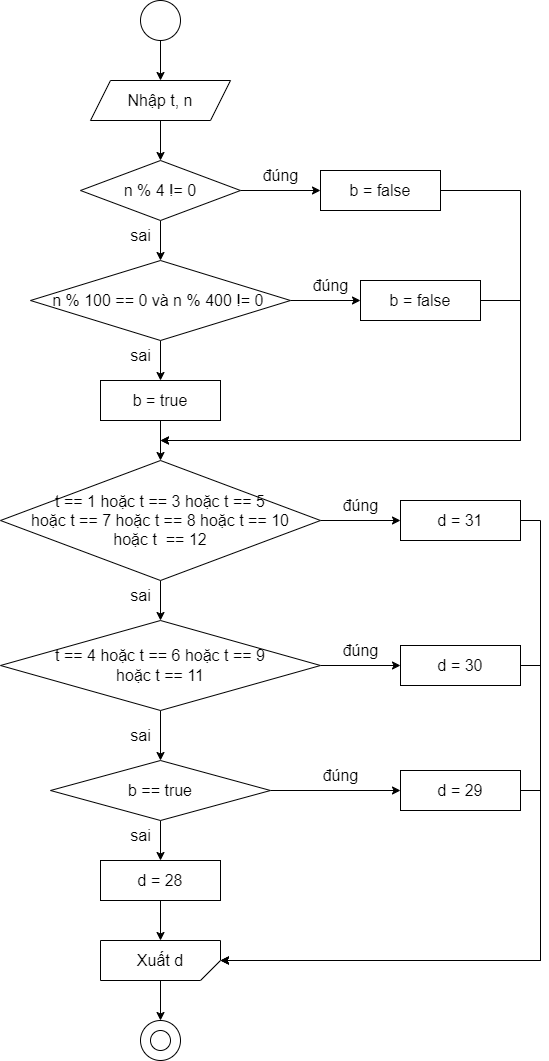 Nhập t, n
n % 4 != 0
đúng
b = false
sai
n % 100 == 0 và n % 400 != 0
đúng
b = false
sai
b = true
t == 1 hoặc t == 3 hoặc t == 5
hoặc t == 7 hoặc t == 8 hoặc t == 10
hoặc t == 12
đúng
d = 31
sai
t == 4 hoặc t == 6 hoặc t == 9
hoặc t == 11
đúng
d = 30
sai
b == true
đúng
d = 29
sai
d = 28
Xuất d